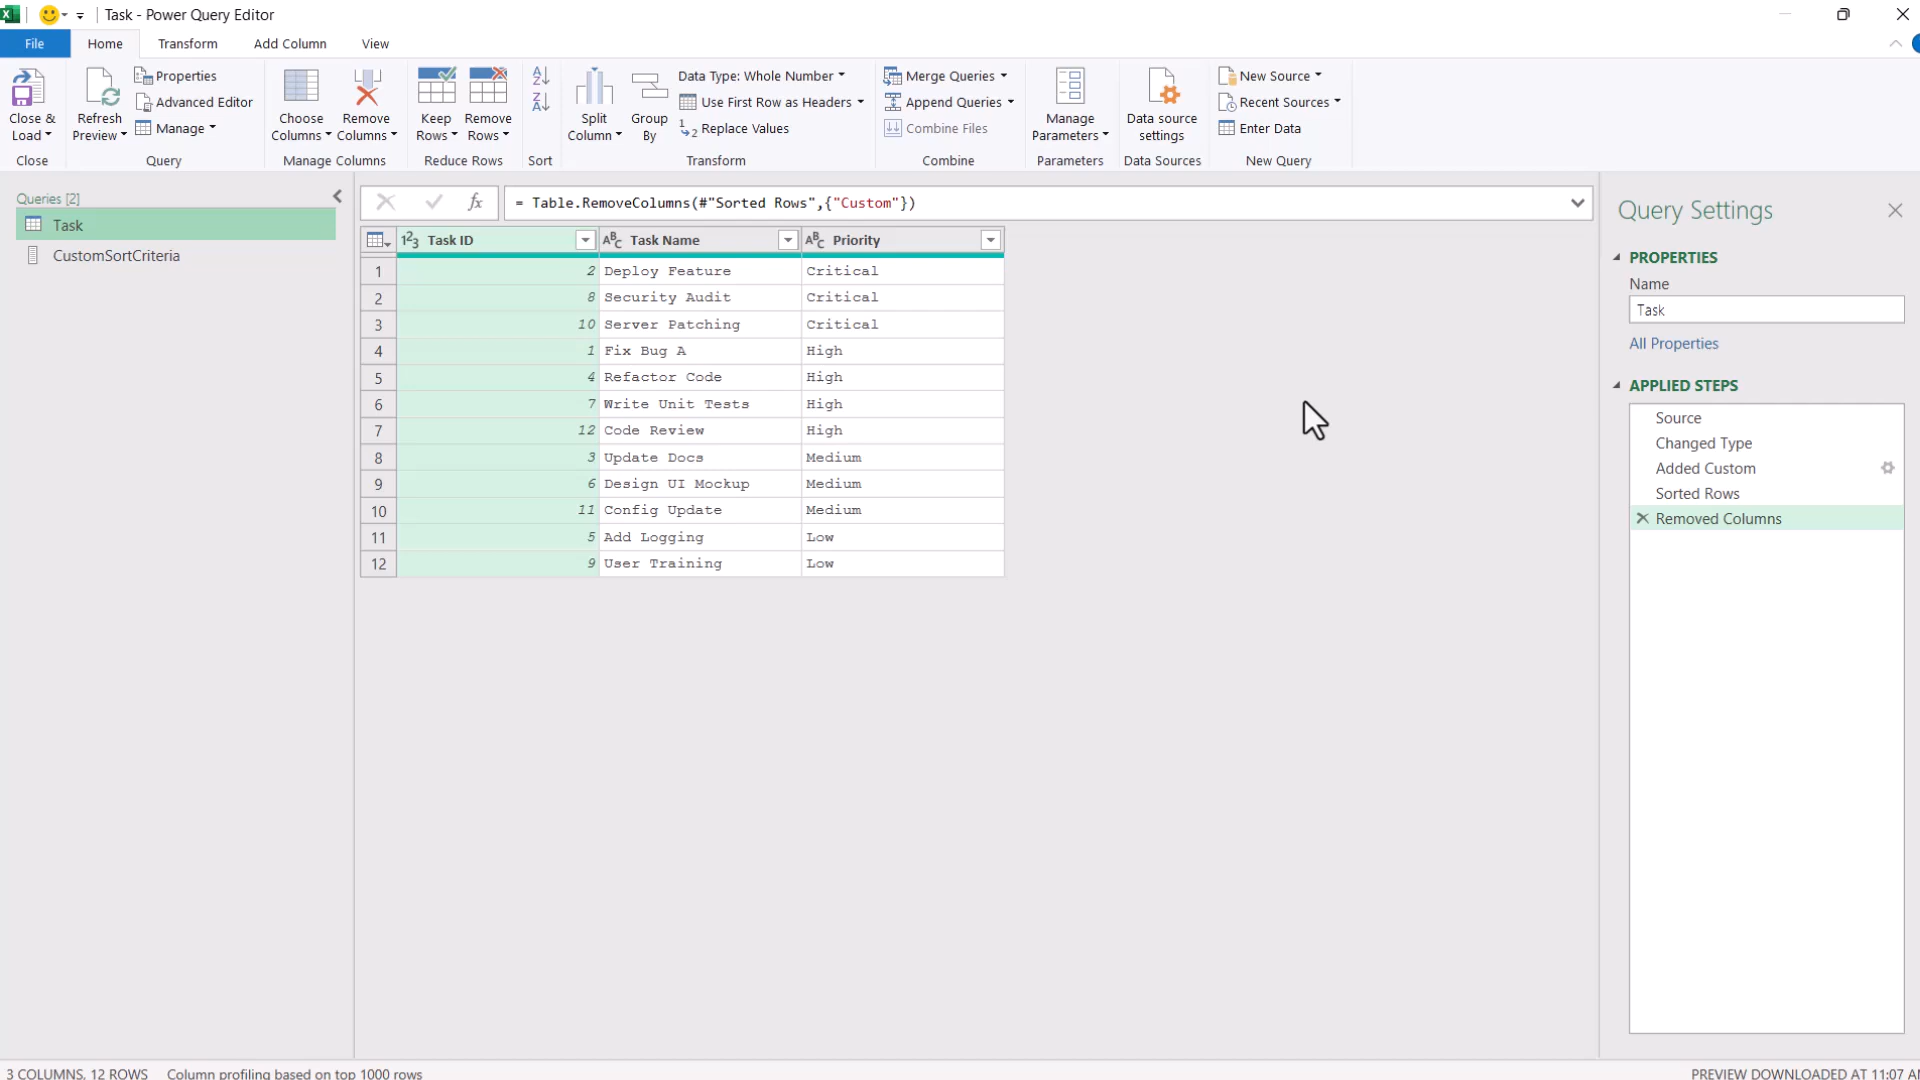 Task - Power Query Editor
File Home Transform Add Column View
Close & Load
Close
Refresh Preview
Properties
Advanced Editor
Manage
Query
Choose Columns
Remove Columns
Manage Columns
Keep Rows
Remove Rows
Reduce Rows
Sort
Split Column
Group By
Data Type: Whole Number
Use First Row as Headers
1 2 Replace Values
Transform
Merge Queries
Append Queries
Combine Files
Combine
Manage Parameters
Parameters
Data source settings
Data Sources
New Source
Recent Sources
Enter Data
New Query
Queries [2]
Task
CustomSortCriteria
fx = Table.RemoveColumns(#"Sorted Rows",{"Custom"})
123 Task ID ABC Task Name ABC Priority
1 2 Deploy Feature Critical
2 8 Security Audit Critical
3 10 Server Patching Critical
4 1 Fix Bug A High
5 4 Refactor Code High
6 7 Write Unit Tests High
7 12 Code Review High
8 3 Update Docs Medium
9 6 Design UI Mockup Medium
10 11 Config Update Medium
11 5 Add Logging Low
12 9 User Training Low
Query Settings
PROPERTIES
Name
Task
All Properties
APPLIED STEPS
Source
Changed Type
Added Custom
Sorted Rows
Removed Columns
3 COLUMNS, 12 ROWS Column profiling based on top 1000 rows
PREVIEW DOWNLOADED AT 11:07